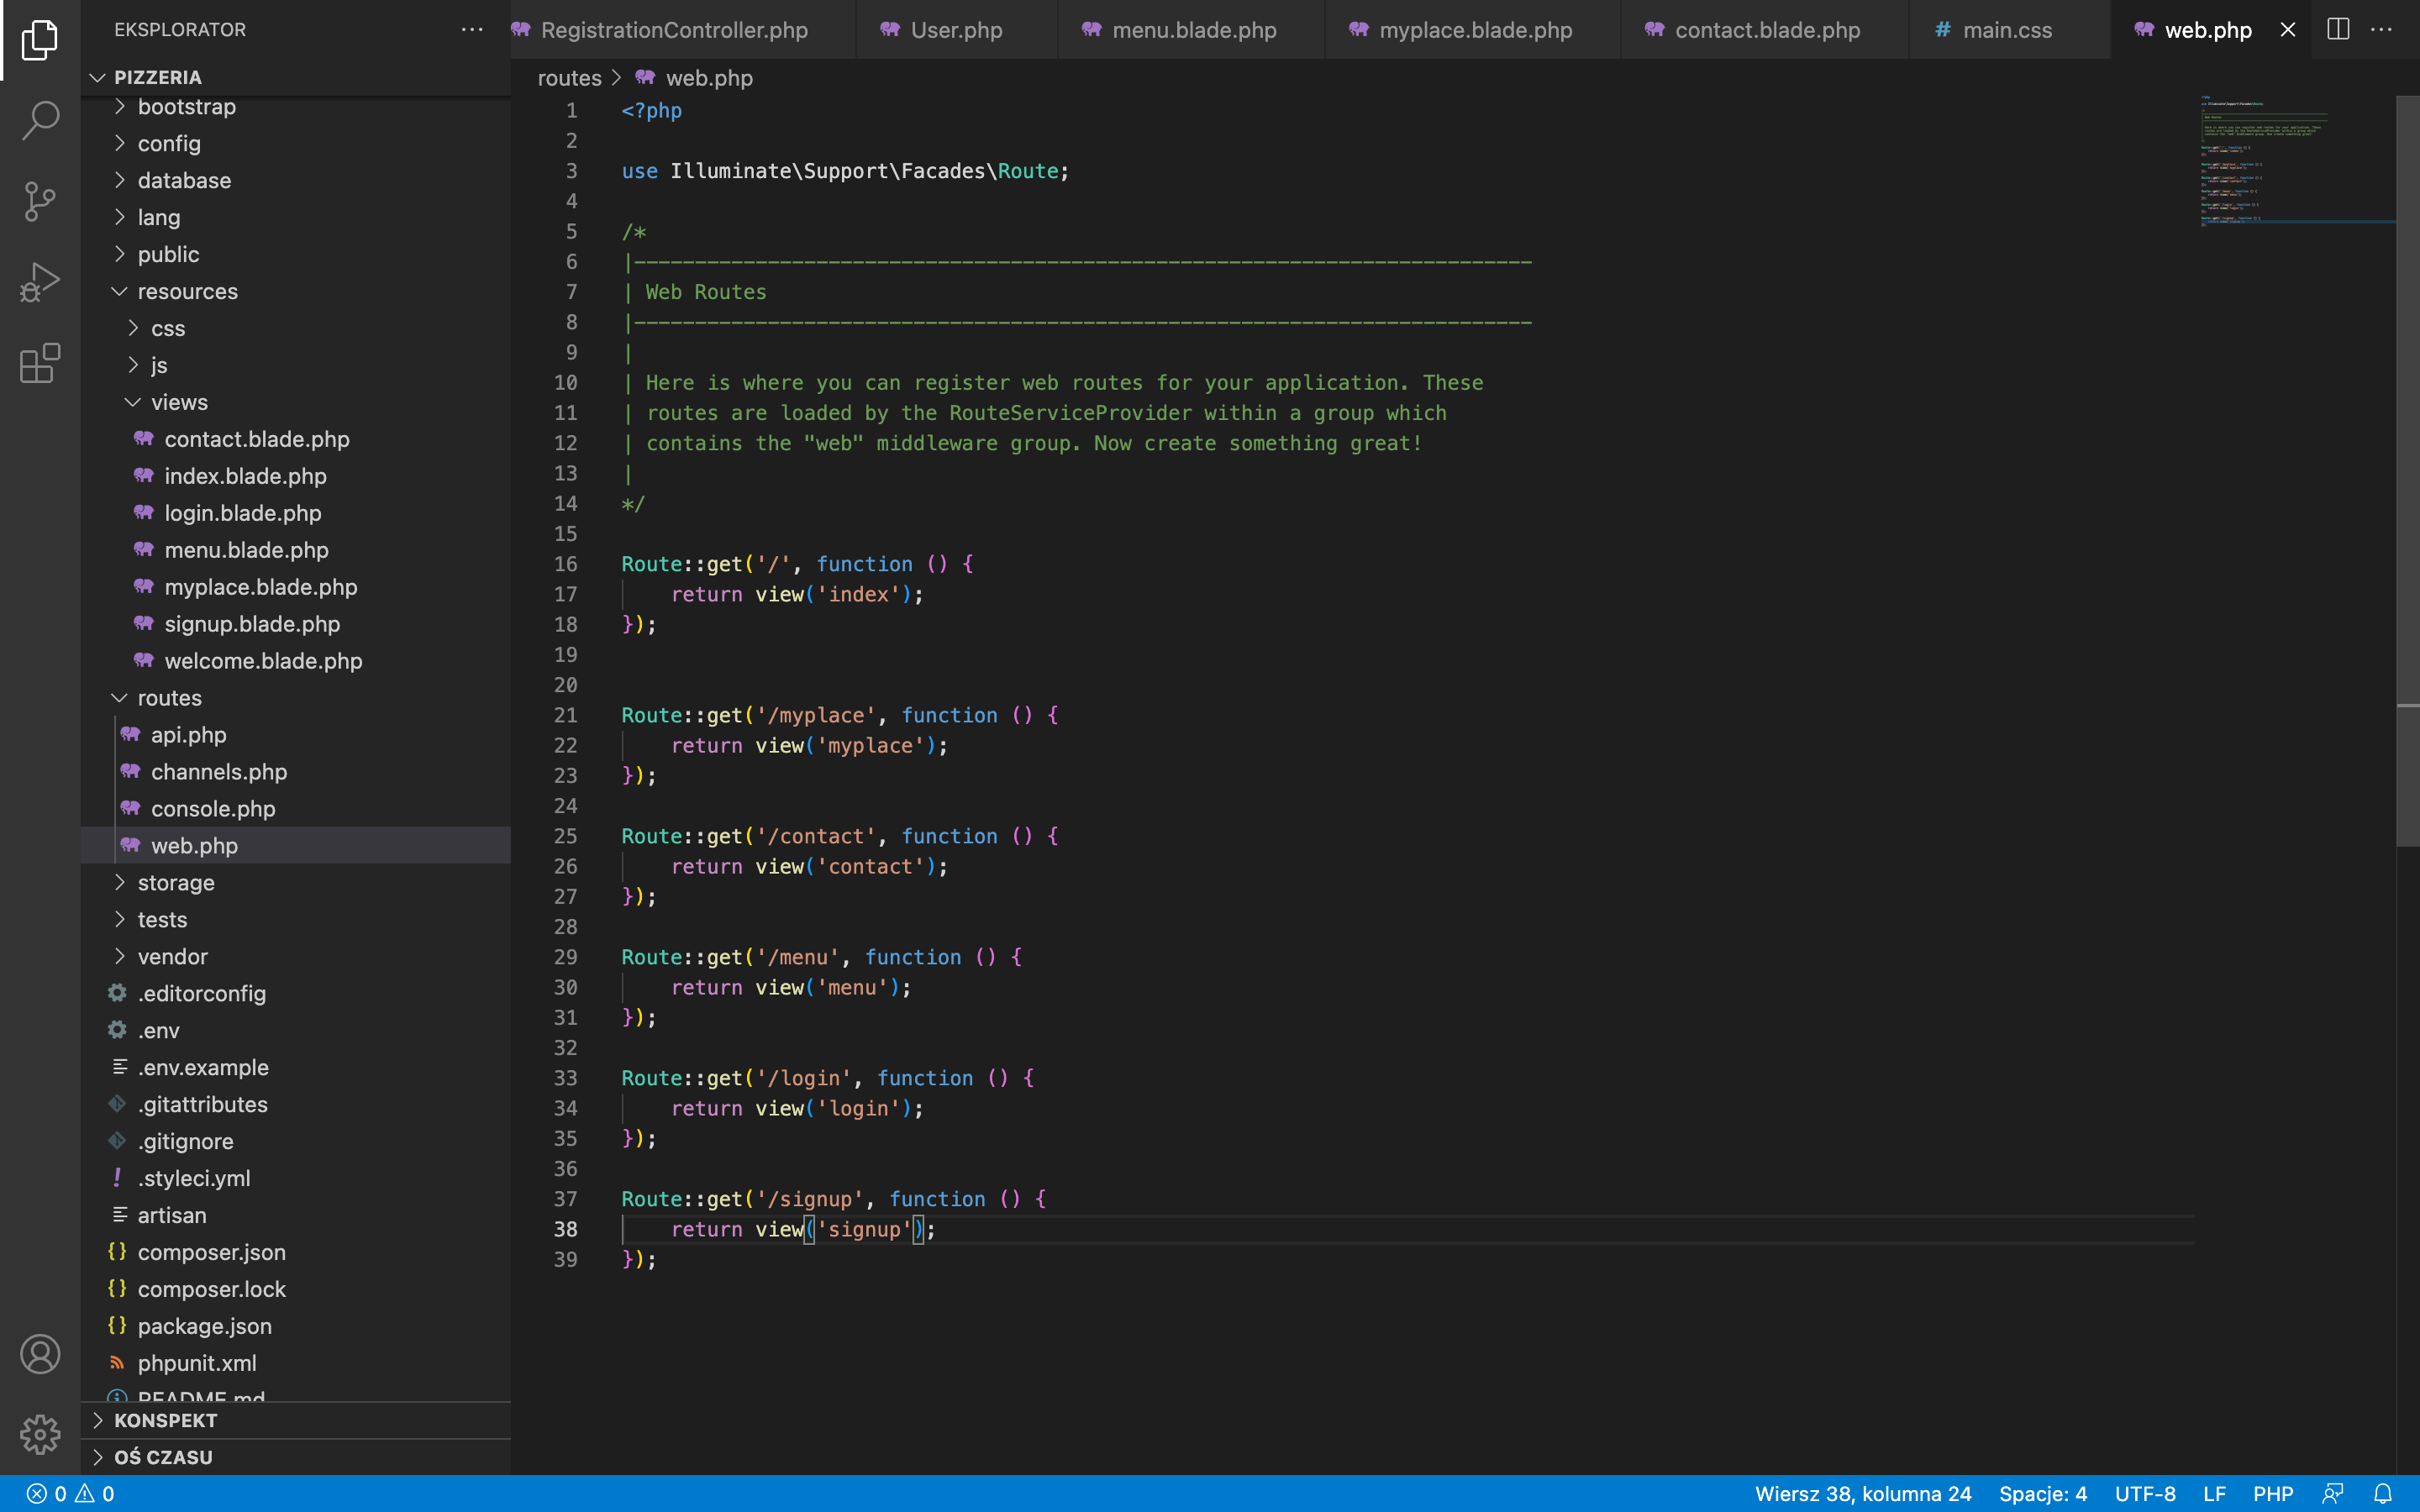 EKSPLORATOR
PIZZERIA
bootstrap
config
database
lang
public
resources
css
js
views
contact.blade.php
index.blade.php
login.blade.php
menu.blade.php
myplace.blade.php
signup.blade.php
welcome.blade.php
routes
api.php
channels.php
console.php
web.php
storage
tests
vendor
.editorconfig
.env
.env.example
.gitattributes
.gitignore
.styleci.yml
artisan
composer.json
composer.lock
package.json
phpunit.xml
README.md
KONSPEKT
OŚ CZASU
RegistrationController.php User.php menu.blade.php myplace.blade.php contact.blade.php # main.css web.php
routes > web.php
1 <?php
2
3 use Illuminate\Support\Facades\Route;
4
5 /*
6 |--------------------------------------------------------------------------
7 | Web Routes
8 |--------------------------------------------------------------------------
9 |
10 | Here is where you can register web routes for your application. These
11 | routes are loaded by the RouteServiceProvider within a group which
12 | contains the "web" middleware group. Now create something great!
13 |
14 */
15
16 Route::get('/', function () {
17     return view('index');
18 });
19
20
21 Route::get('/myplace', function () {
22     return view('myplace');
23 });
24
25 Route::get('/contact', function () {
26     return view('contact');
27 });
28
29 Route::get('/menu', function () {
30     return view('menu');
31 });
32
33 Route::get('/login', function () {
34     return view('login');
35 });
36
37 Route::get('/signup', function () {
38     return view('signup');
39 });
0 0 Wiersz 38, kolumna 24 Spacje: 4 UTF-8 LF PHP